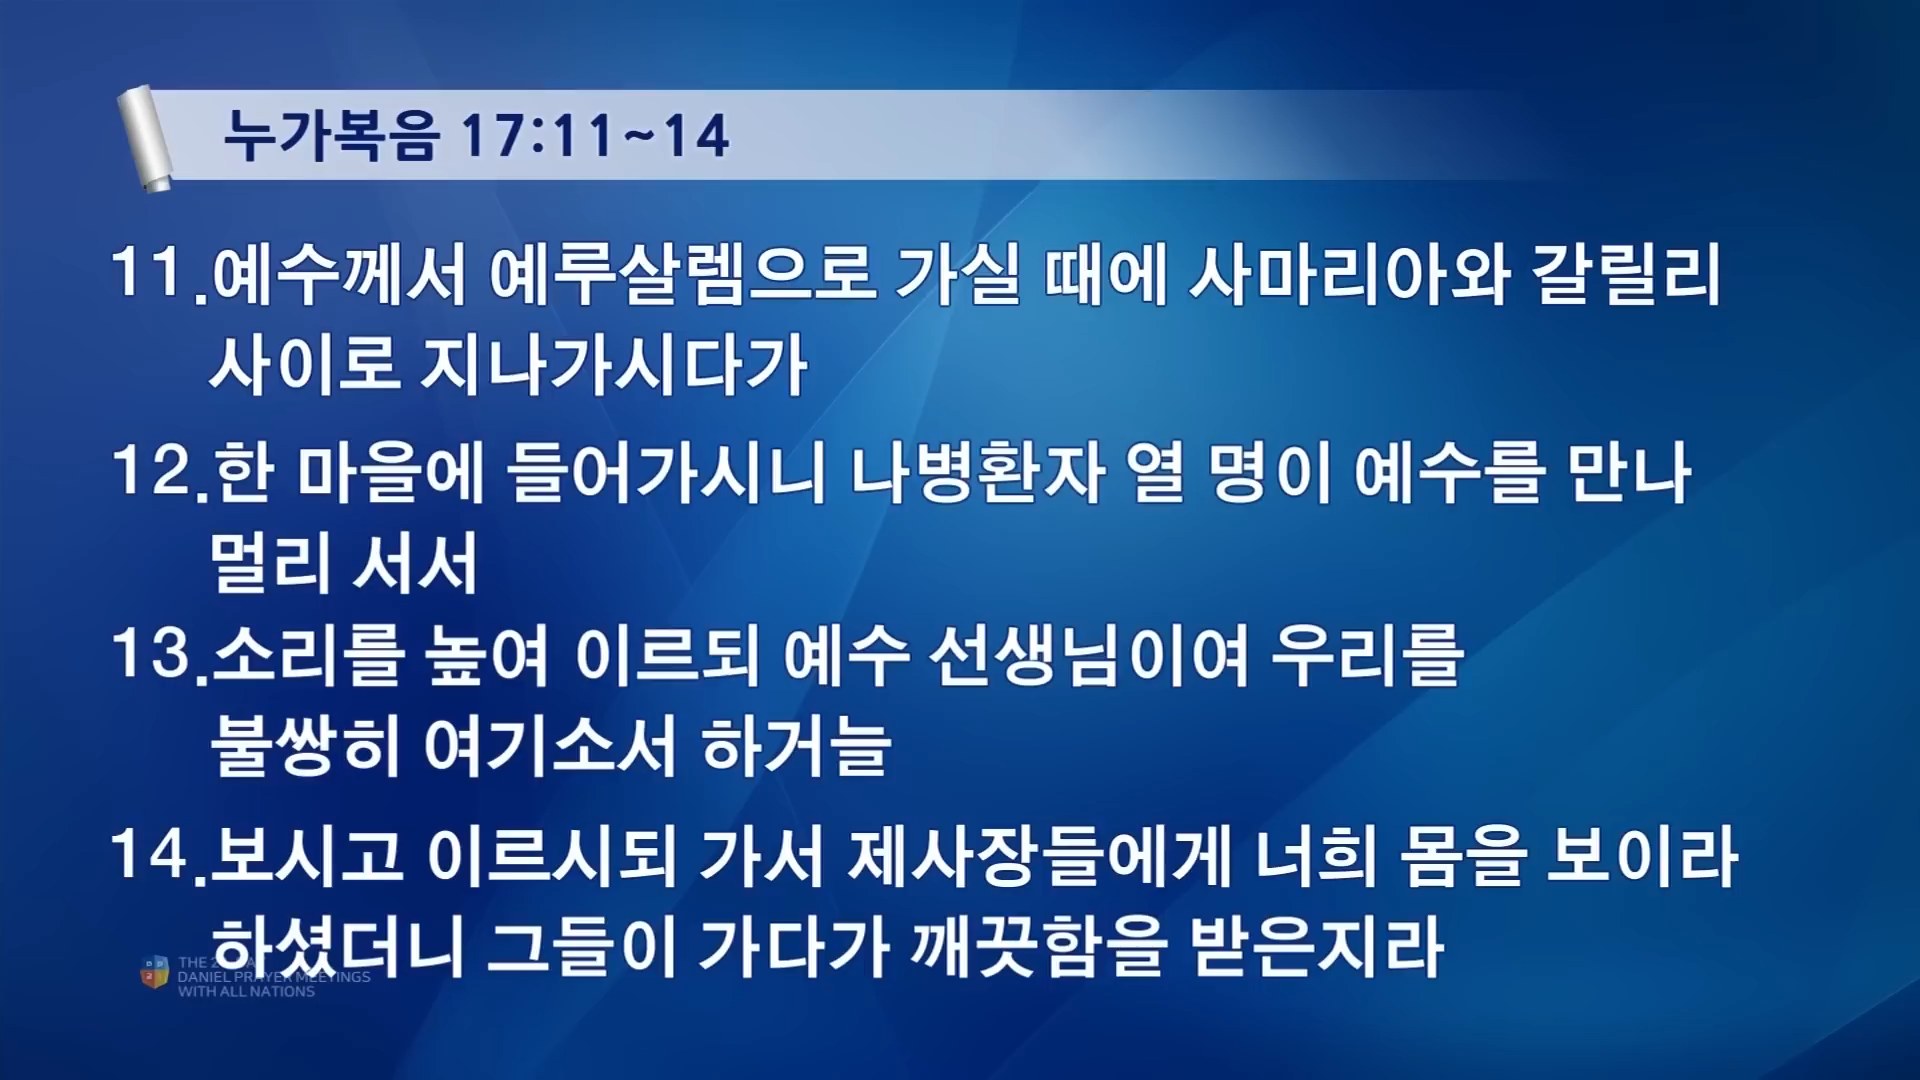 누가복음 17:11~14
11.예수께서 예루살렘으로 가실 때에 사마리아와 갈릴리
사이로 지나가시다가
12.한 마을에 들어가시니 나병환자 열 명이 예수를 만나
멀리 서서
13.소리를 높여 이르되 예수 선생님이여 우리를
불쌍히 여기소서 하거늘
14.보시고 이르시되 가서 제사장들에게 너희 몸을 보이라
하셨더니 그들이 가다가 깨끗함을 받은지라
THE
DANIEL PRAYER MEETINGS
WITH ALL NATIONS